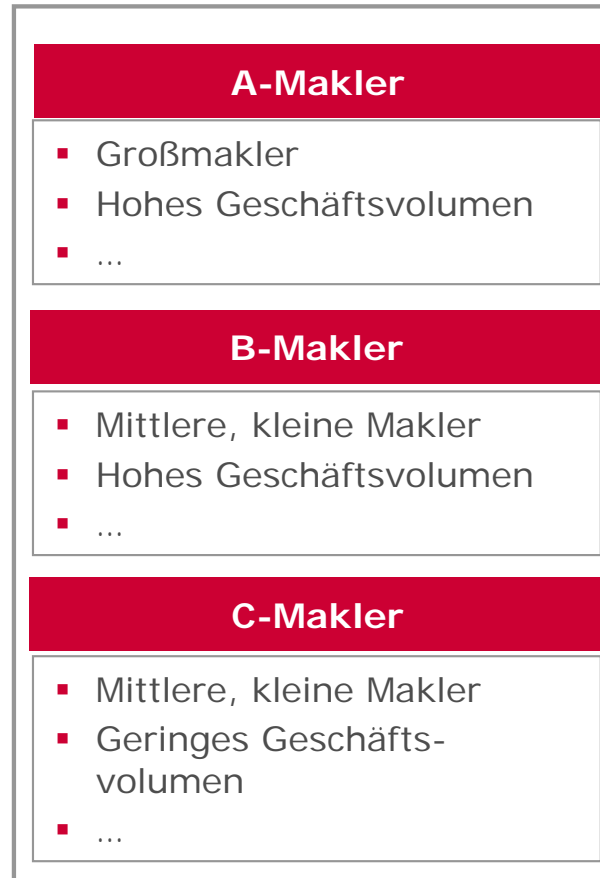 A-Makler
▪ Großmakler
▪ Hohes Geschäftsvolumen
▪ ...
B-Makler
▪ Mittlere, kleine Makler
▪ Hohes Geschäftsvolumen
▪ ...
C-Makler
▪ Mittlere, kleine Makler
▪ Geringes Geschäfts-
volumen
▪ ...